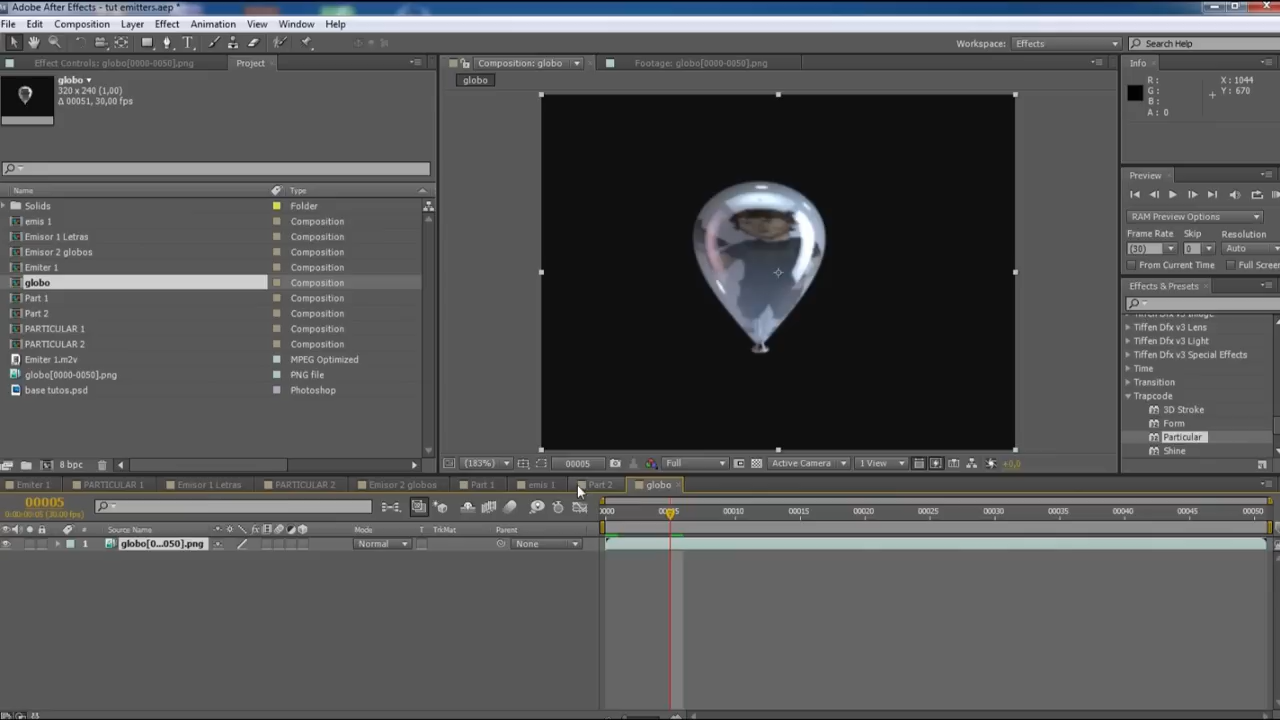 Adobe After Effects - tut emitters.aep *
File Edit Composition Layer Effect Animation View Window Help
Workspace: Effects Search Help
Effect Controls: globo[0000-0050].png Project
globo
320 x 240 (1,00)
Δ 00051, 30,00 fps
Name Type
Solids Folder
emis 1 Composition
Emisor 1 Letras Composition
Emisor 2 globos Composition
Emiter 1 Composition
globo Composition
Part 1 Composition
Part 2 Composition
PARTICULAR 1 Composition
PARTICULAR 2 Composition
Emiter 1.m2v MPEG Optimized
globo[0000-0050].png PNG file
base tutos.psd Photoshop
8 bpc
Composition: globo Footage: globo[0000-0050].png
globo
(183%) 00005 Full Active Camera 1 View +0,0
Info
R :
G :
B :
A : 0
X : 1044
Y : 670
Preview
RAM Preview Options
Frame Rate Skip Resolution
(30) 0 Auto
From Current Time Full Screen
Effects & Presets
Tiffen Dfx v3 Image
Tiffen Dfx v3 Lens
Tiffen Dfx v3 Light
Tiffen Dfx v3 Special Effects
Time
Transition
Trapcode
3D Stroke
Form
Particular
Shine
Emiter 1 PARTICULAR 1 Emisor 1 Letras PARTICULAR 2 Emisor 2 globos Part 1 emis 1 Part 2 globo
00005
0:00:00:05 (30.00 fps)
0000 00005 00010 00015 00020 00025 00030 00035 00040 00045 00050
# Source Name Mode T TrkMat Parent
1 globo[0...050].png Normal None